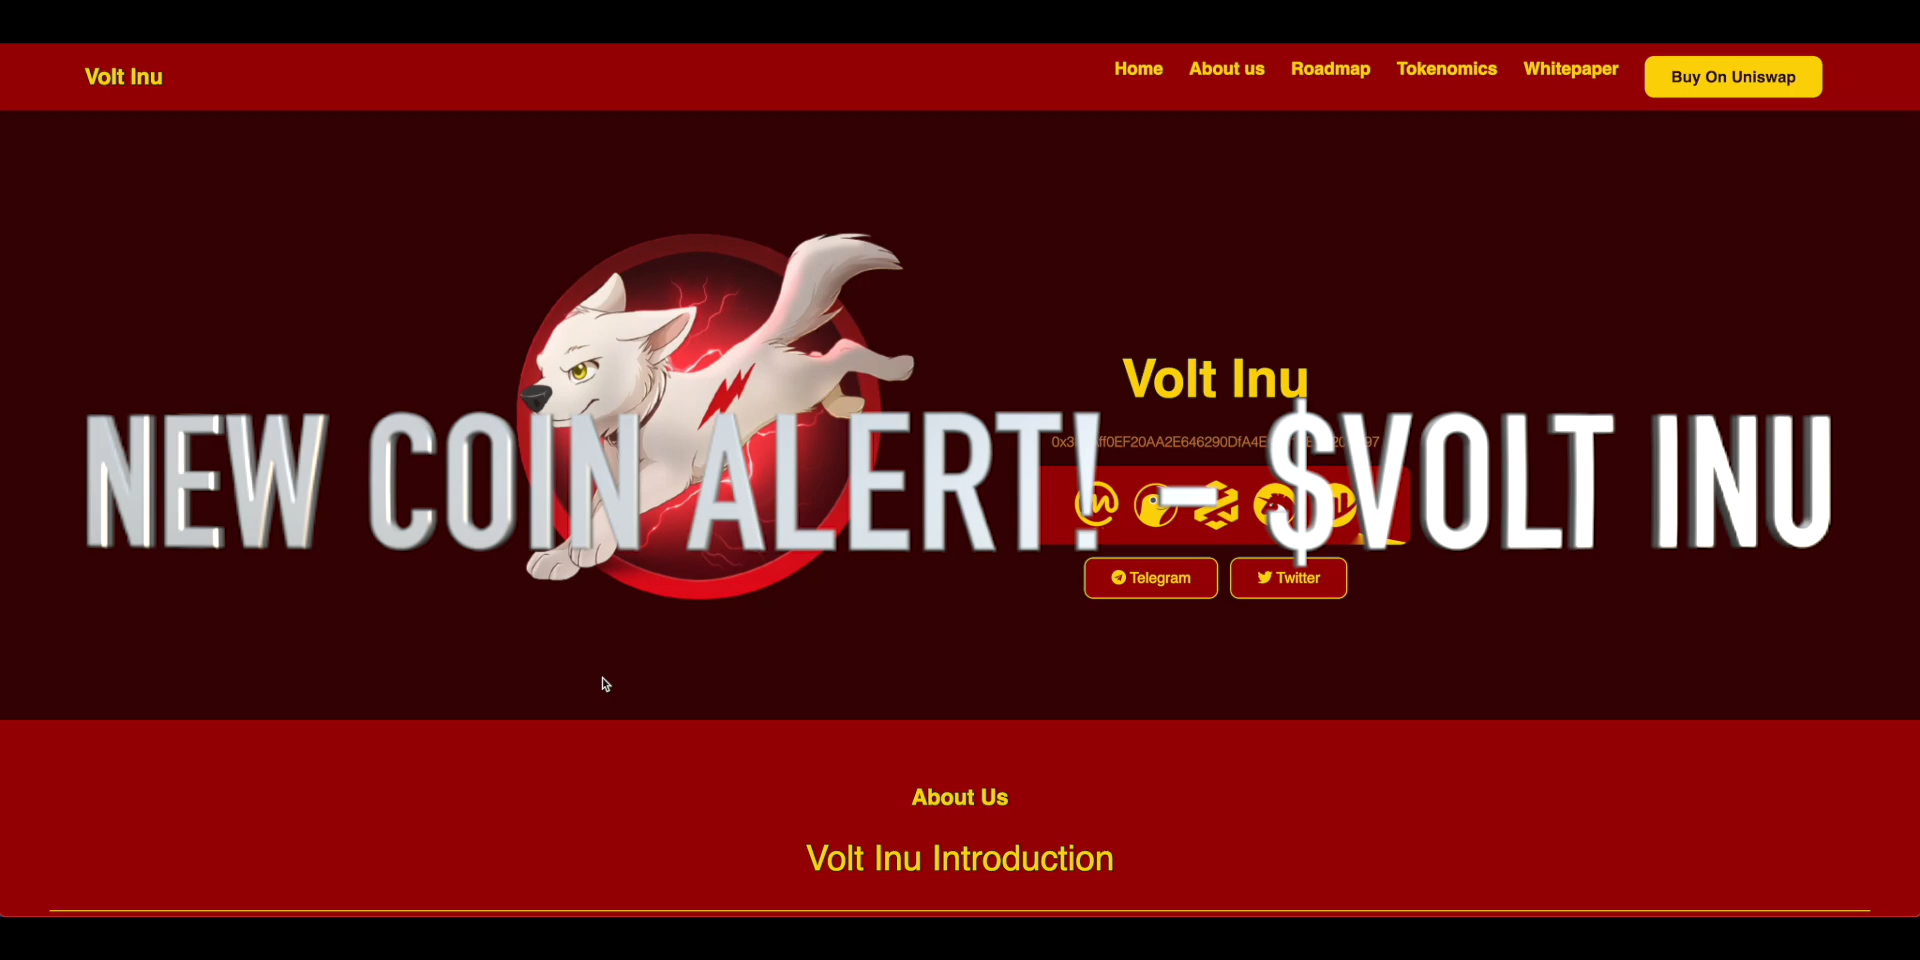 Volt Inu
Home About us Roadmap Tokenomics Whitepaper Buy On Uniswap
Volt Inu
NEW COIN ALERT! - $VOLT INU
Telegram Twitter
About Us
Volt Inu Introduction